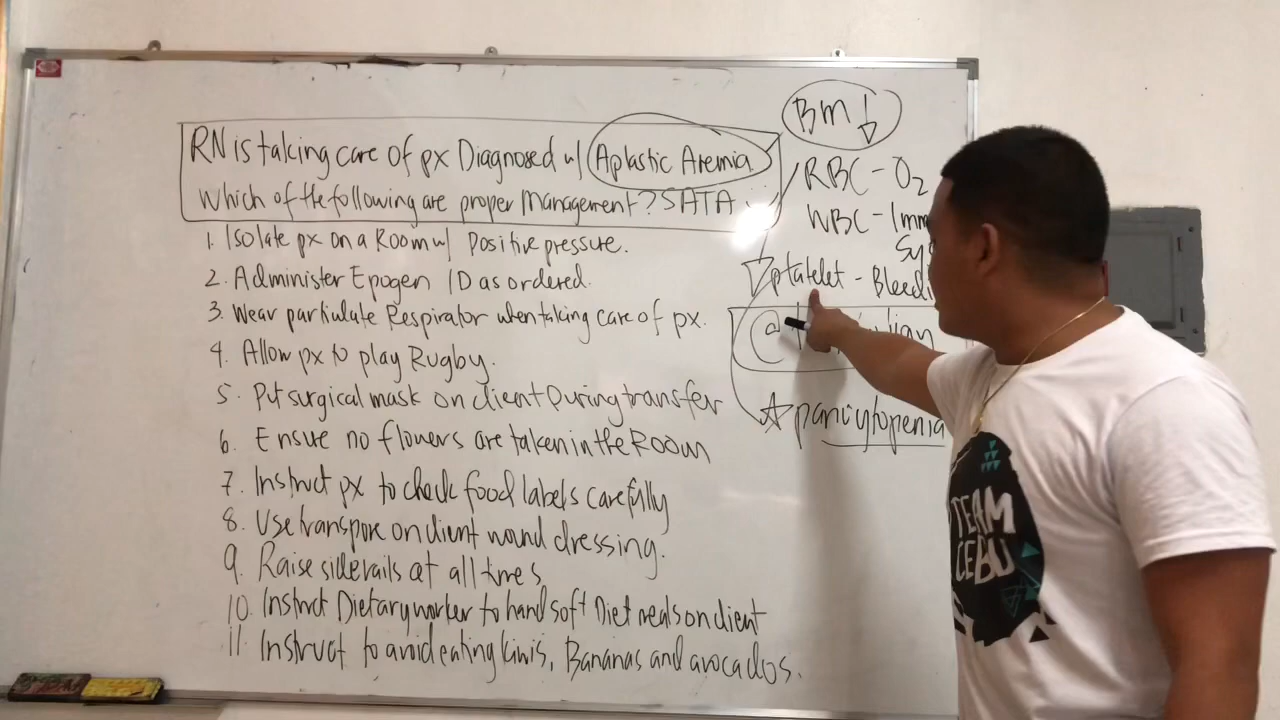 RN is taking care of px Diagnosed w/ Aplastic Anemia
Which of the following are proper Management? SATA
1. Isolate px on a Room w/ Positive pressure.
2. Administer Epogen ID as ordered.
3. Wear particulate Respirator when taking care of px.
4. Allow px to play Rugby.
5. Put surgical mask on client During transfer
6. Ensure no flowers are taken in the Room
7. Instruct px to check food labels carefully
8. Use transpore on client wound dressing.
9. Raise siderails at all times
10. Instruct Dietary worker to hand soft Diet meals on client
11. Instruct to avoid eating kiwis, Bananas and avocados.
BM ↓
RBC - O2
WBC - Imm
Sys
platelet - Bleedi
pancytopenia
TEAM
CEBU